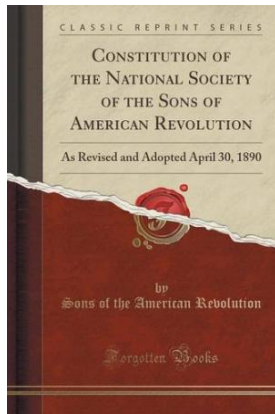 CLASSIC REPRINT SERIES
CONSTITUTION OF
THE NATIONAL SOCIETY
OF THE SONS OF
AMERICAN REVOLUTION
As Revised and Adopted April 30, 1890
by
Sons of the American Revolution
Forgotten Books